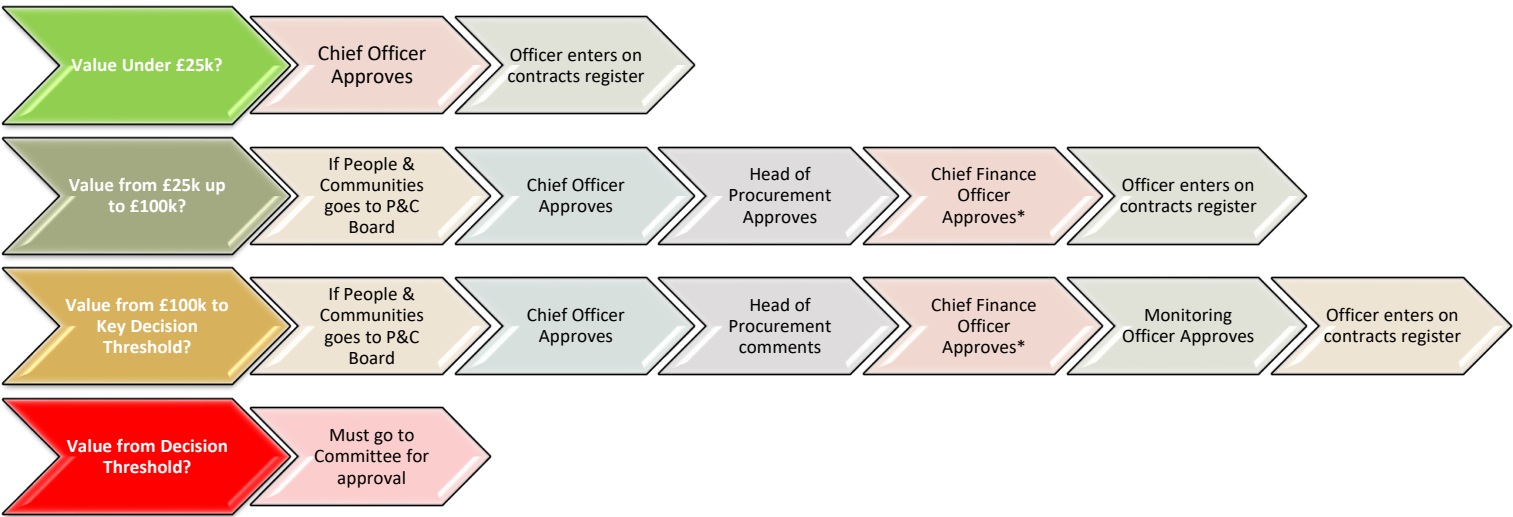 Value Under £25k?
Chief Officer
Approves
Officer enters on
contracts register
Value from £25k up
to £100k?
If People &
Communities
goes to P&C
Board
Chief Officer
Approves
Head of
Procurement
Approves
Chief Finance
Officer
Approves*
Officer enters on
contracts register
Value from £100k to
Key Decision
Threshold?
If People &
Communities
goes to P&C
Board
Chief Officer
Approves
Head of
Procurement
comments
Chief Finance
Officer
Approves*
Monitoring
Officer Approves
Officer enters on
contracts register
Value from Decision
Threshold?
Must go to
Committee for
approval